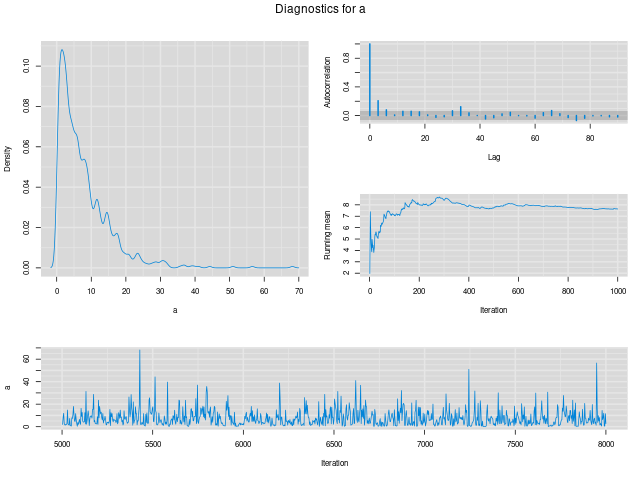 Diagnostics for a
Density
0.00
0.02
0.04
0.06
0.08
0.10
0 10 20 30 40 50 60 70
a
Autocorrelation
0.0
0.4
0.8
0 20 40 60 80
Lag
Running mean
2
3
4
5
6
7
8
0 200 400 600 800 1000
Iteration
a
0
20
40
60
5000 5500 6000 6500 7000 7500 8000
Iteration